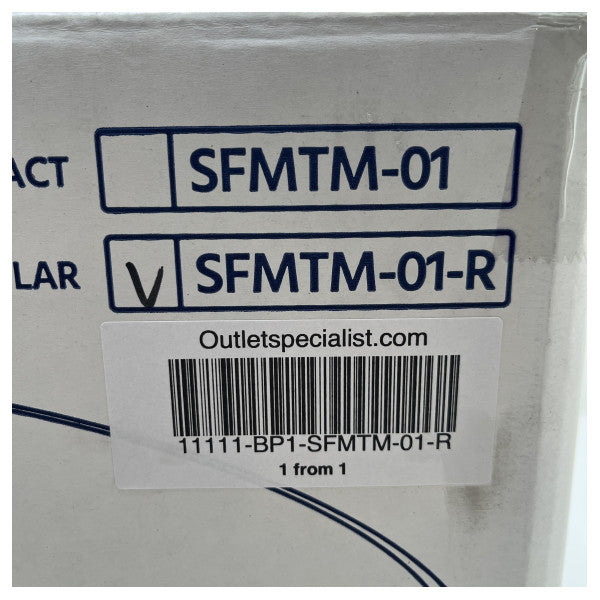 ACT SFMTM-01
LAR V SFMTM-01-R
Outletspecialist.com
11111-BP1-SFMTM-01-R
1 from 1